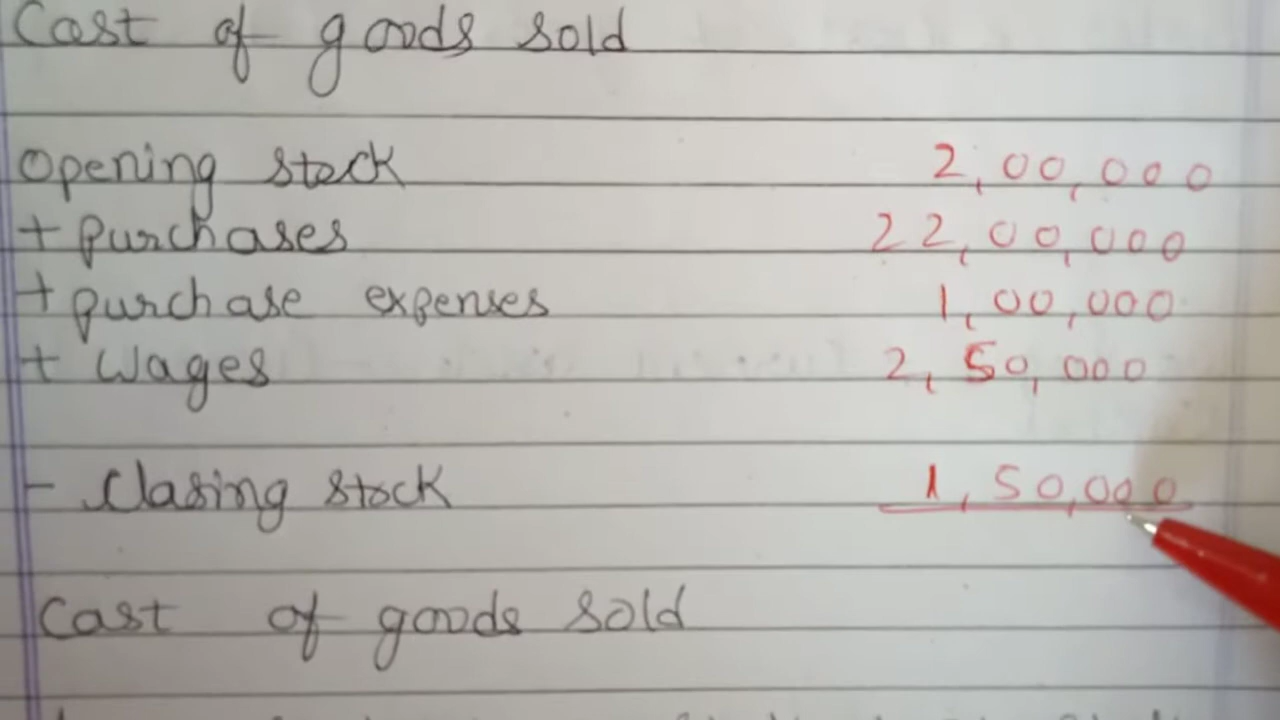 Cost of goods sold
Opening stock 2,00,000
+ purchases 22,00,000
+ purchase expenses 1,00,000
+ Wages 2,50,000
- Closing stock 1,50,000
Cost of goods sold